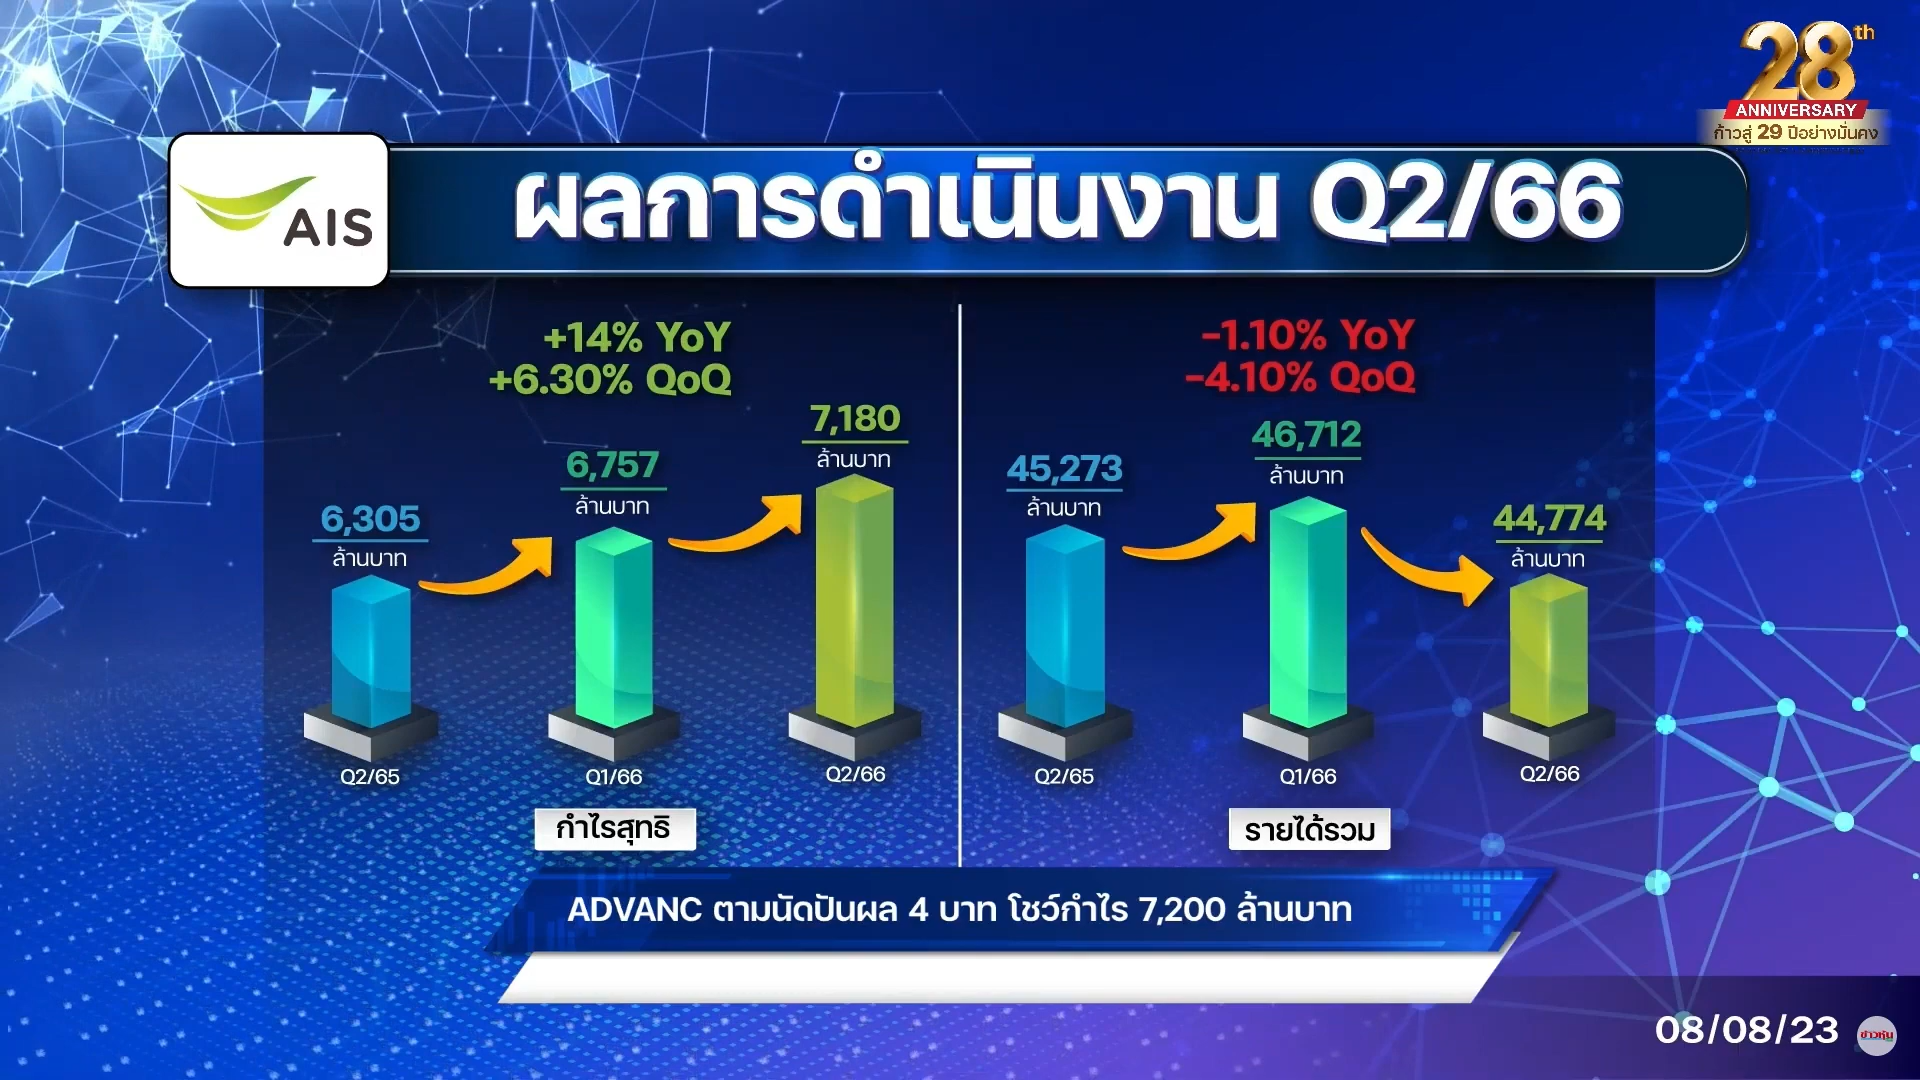 28th
ANNIVERSARY
ก้าวสู่ 29 ปีอย่างมั่นคง
AIS
ผลการดำเนินงาน Q2/66
+14% YoY
+6.30% QoQ
6,305
ล้านบาท
6,757
ล้านบาท
7,180
ล้านบาท
Q2/65
Q1/66
Q2/66
กำไรสุทธิ
-1.10% YoY
-4.10% QoQ
45,273
ล้านบาท
46,712
ล้านบาท
44,774
ล้านบาท
Q2/65
Q1/66
Q2/66
รายได้รวม
ADVANC ตามนัดปันผล 4 บาท โชว์กำไร 7,200 ล้านบาท
08/08/23
ข่าวหุ้น